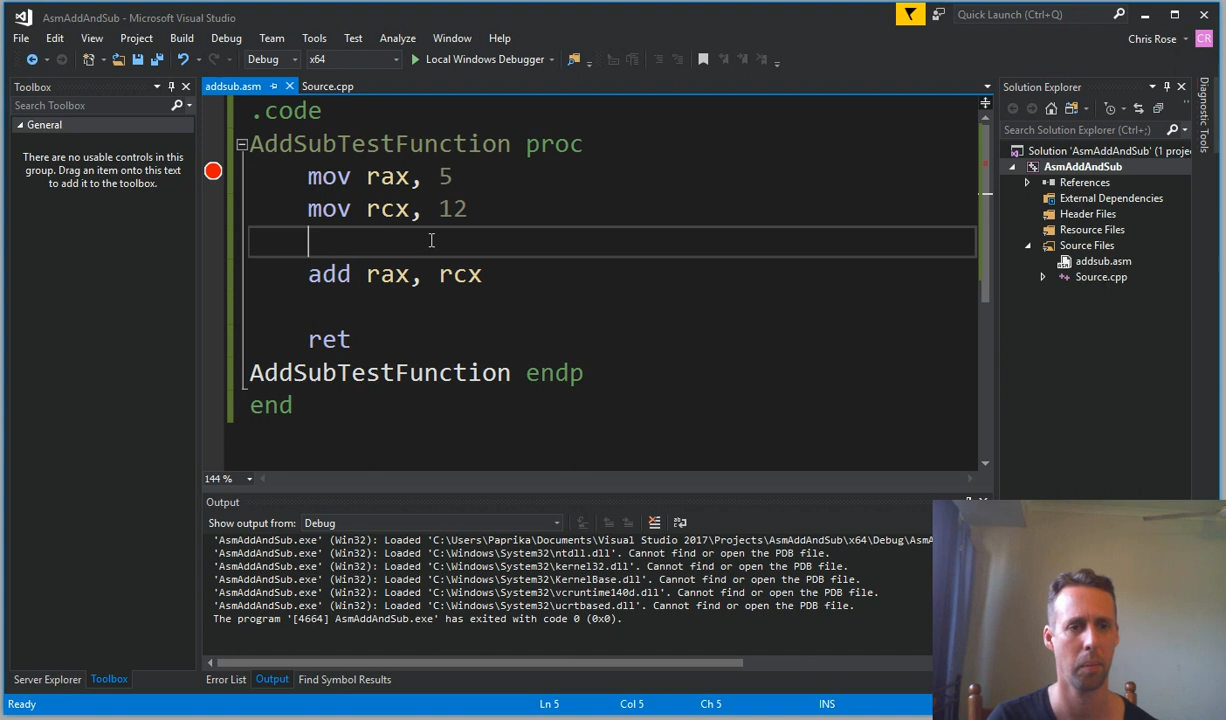 AsmAddAndSub - Microsoft Visual Studio
Quick Launch (Ctrl+Q)
File Edit View Project Build Debug Team Tools Test Analyze Window Help
Chris Rose
CR
Debug
x64
Local Windows Debugger
Toolbox
Search Toolbox
General
There are no usable controls in this
group. Drag an item onto this text
to add it to the toolbox.
addsub.asm
Source.cpp
.code
AddSubTestFunction proc
mov rax, 5
mov rcx, 12
add rax, rcx
ret
AddSubTestFunction endp
end
144 %
Solution Explorer
Search Solution Explorer (Ctrl+;)
Solution 'AsmAddAndSub' (1 projec
AsmAddAndSub
References
External Dependencies
Header Files
Resource Files
Source Files
addsub.asm
Source.cpp
Diagnostic Tools
Output
Show output from: Debug
'AsmAddAndSub.exe' (Win32): Loaded 'C:\Users\Paprika\Documents\Visual Studio 2017\Projects\AsmAddAndSub\x64\Debug\AsmA
'AsmAddAndSub.exe' (Win32): Loaded 'C:\Windows\System32\ntdll.dll'. Cannot find or open the PDB file.
'AsmAddAndSub.exe' (Win32): Loaded 'C:\Windows\System32\kernel32.dll'. Cannot find or open the PDB file.
'AsmAddAndSub.exe' (Win32): Loaded 'C:\Windows\System32\KernelBase.dll'. Cannot find or open the PDB file.
'AsmAddAndSub.exe' (Win32): Loaded 'C:\Windows\System32\vcruntime140d.dll'. Cannot find or open the PDB file.
'AsmAddAndSub.exe' (Win32): Loaded 'C:\Windows\System32\ucrtbased.dll'. Cannot find or open the PDB file.
The program '[4664] AsmAddAndSub.exe' has exited with code 0 (0x0).
Server Explorer Toolbox
Error List Output Find Symbol Results
Ready
Ln 5
Col 5
Ch 5
INS